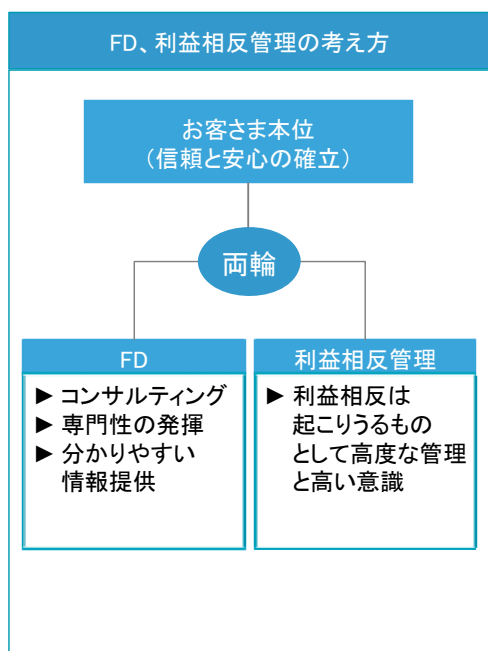 FD、利益相反管理の考え方
お客さま本位
（信頼と安心の確立）
両輪
FD
► コンサルティング
► 専門性の発揮
► 分かりやすい
情報提供
利益相反管理
► 利益相反は
起こりうるもの
として高度な管理
と高い意識